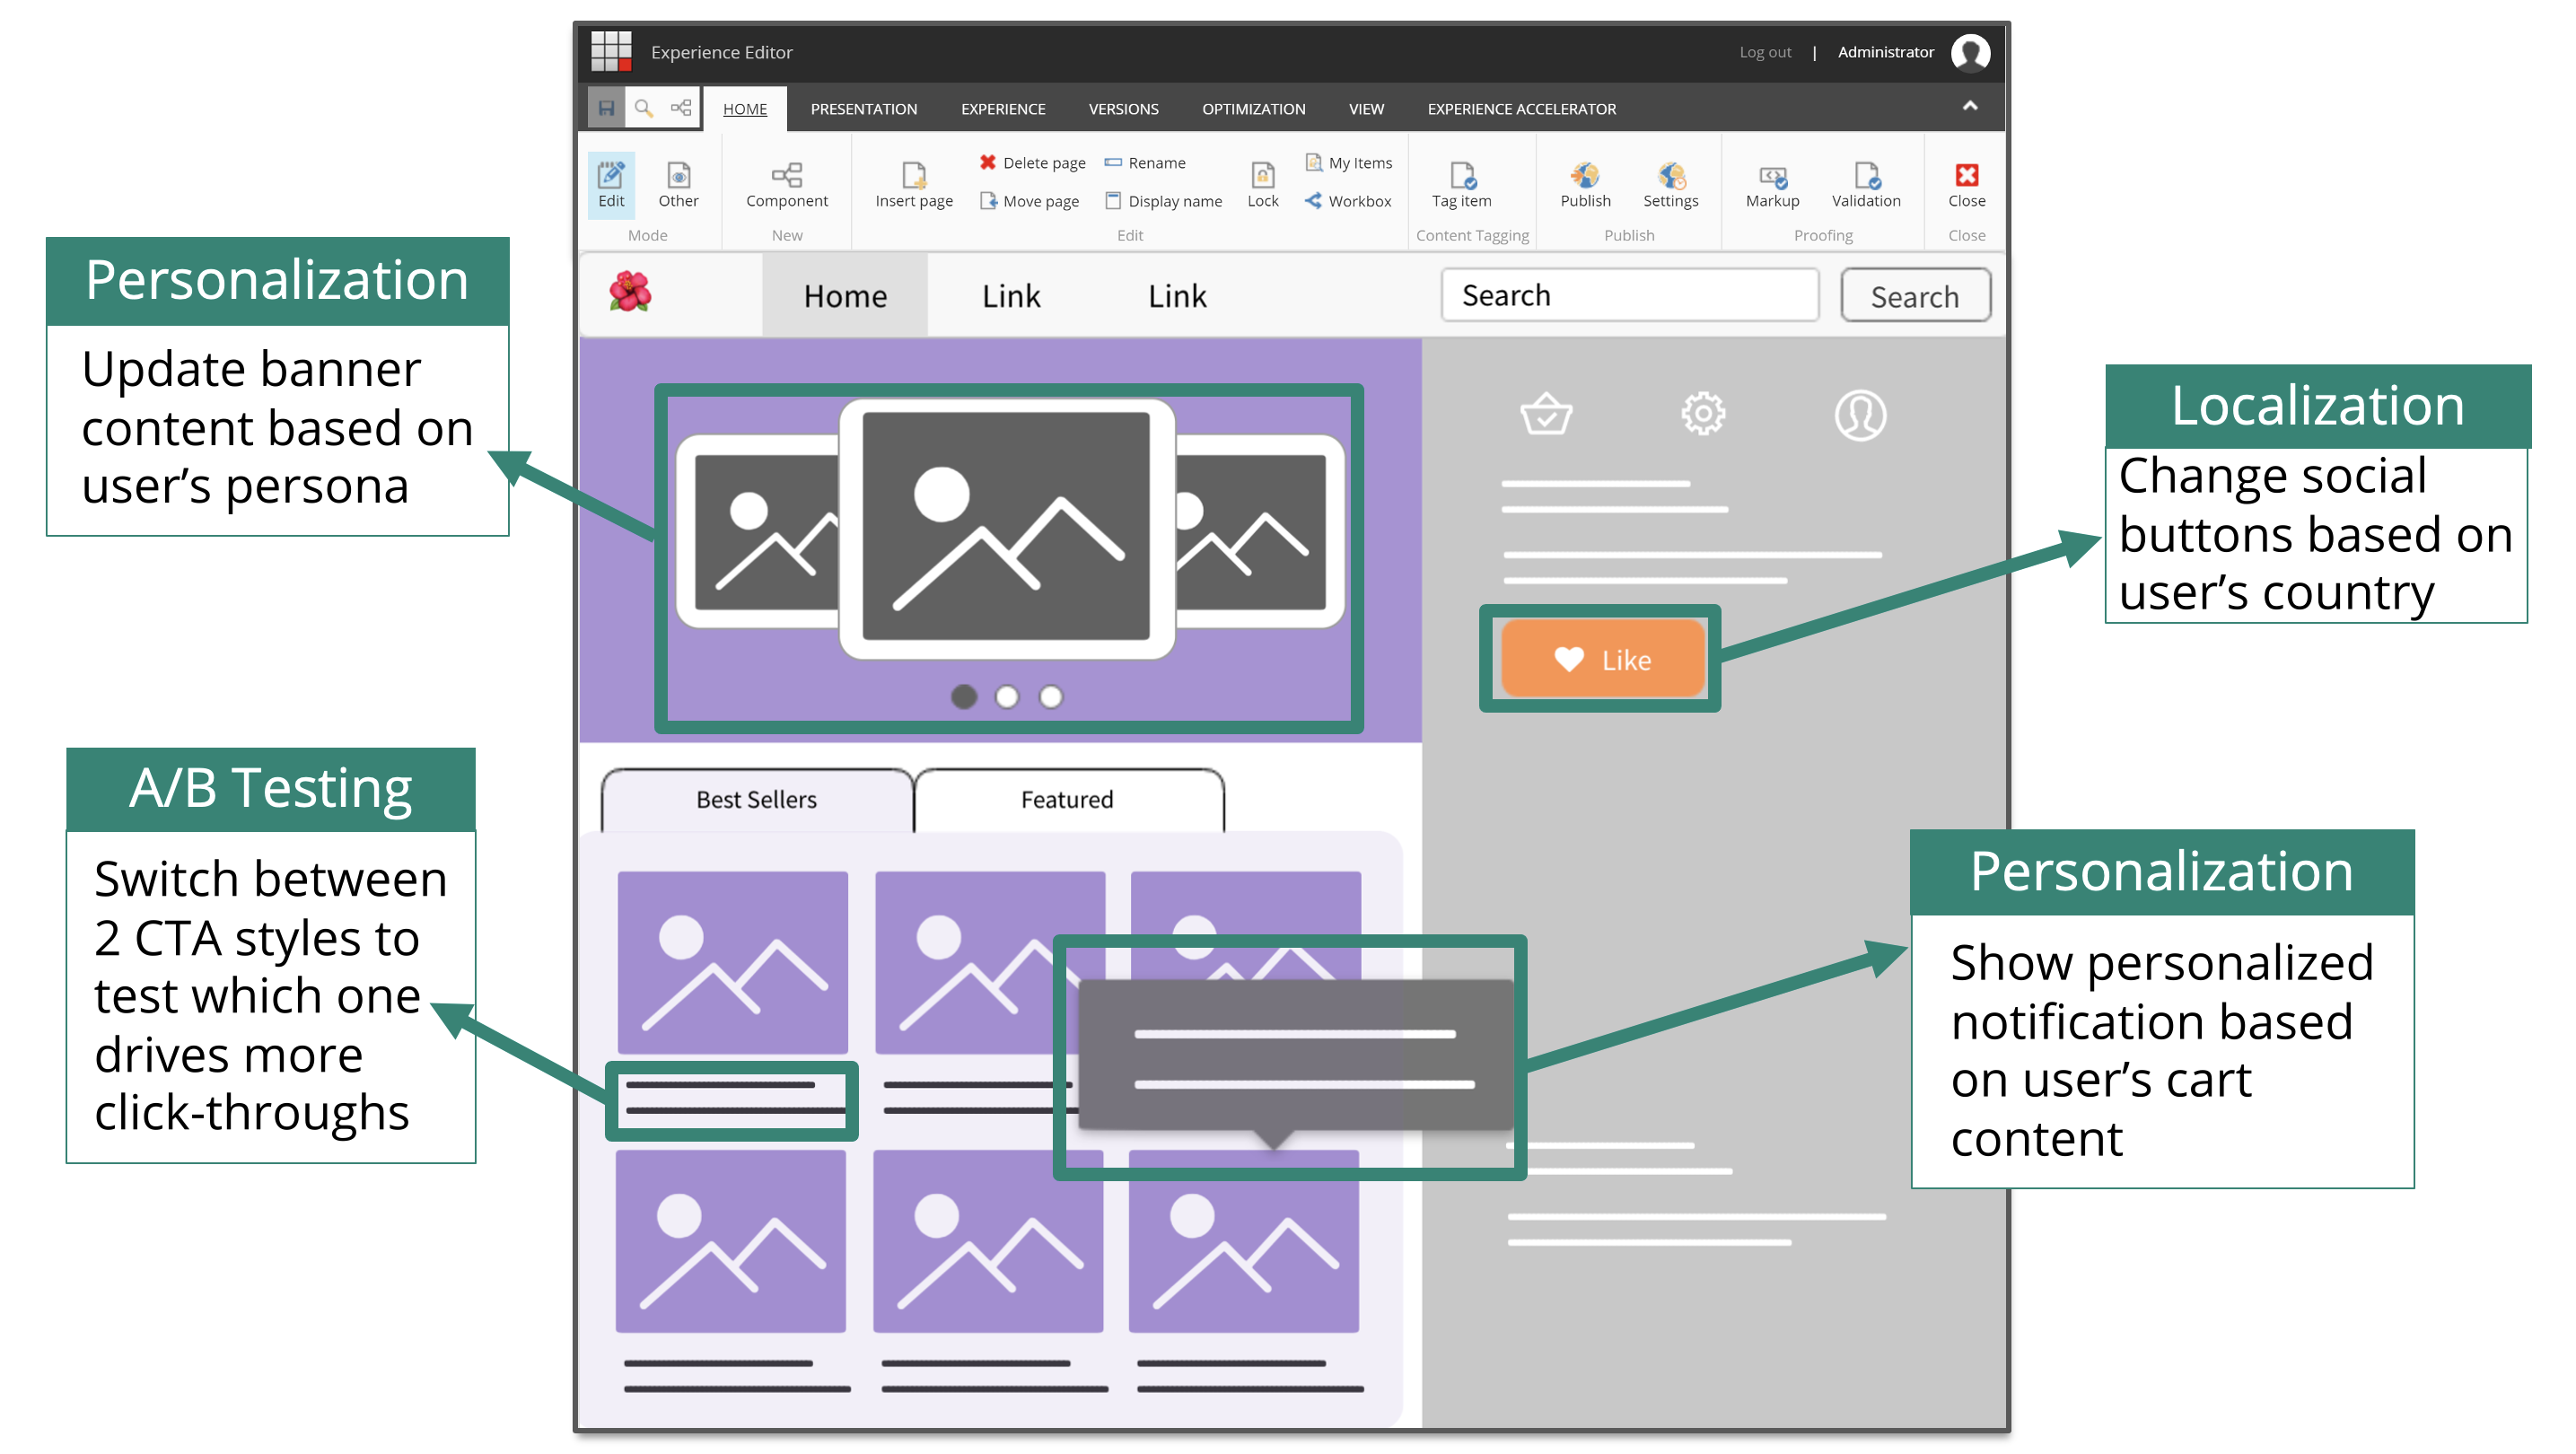 Experience Editor
Log out | Administrator
HOME PRESENTATION EXPERIENCE VERSIONS OPTIMIZATION VIEW EXPERIENCE ACCELERATOR
Delete page Rename My Items
Edit Other Component Insert page Move page Display name Lock Workbox Tag item Publish Settings Markup Validation Close
Mode New Edit Content Tagging Publish Proofing Close
Home Link Link Search Search
Personalization
Update banner
content based on
user’s persona
Localization
Change social
buttons based on
user’s country
Like
A/B Testing
Switch between
2 CTA styles to
test which one
drives more
click-throughs
Best Sellers Featured
Personalization
Show personalized
notification based
on user’s cart
content